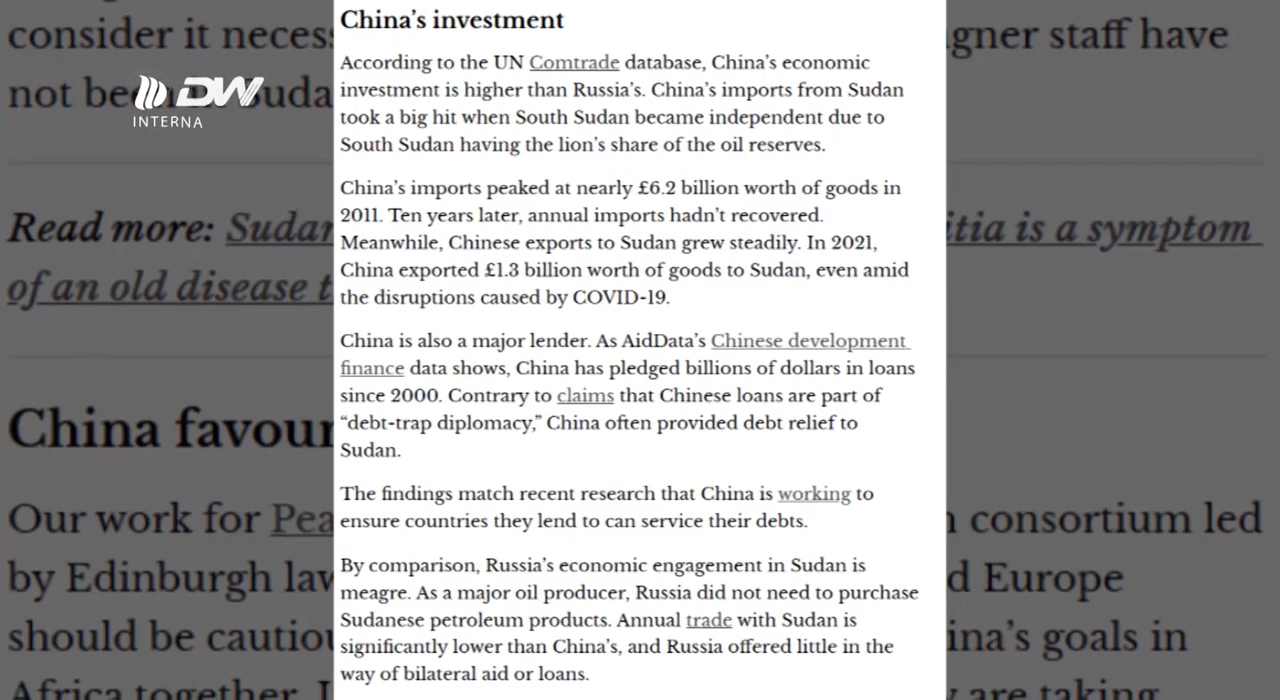 China's investment
According to the UN Comtrade database, China's economic
investment is higher than Russia's. China's imports from Sudan
took a big hit when South Sudan became independent due to
South Sudan having the lion's share of the oil reserves.
China's imports peaked at nearly £6.2 billion worth of goods in
2011. Ten years later, annual imports hadn't recovered.
Meanwhile, Chinese exports to Sudan grew steadily. In 2021,
China exported £1.3 billion worth of goods to Sudan, even amid
the disruptions caused by COVID-19.
China is also a major lender. As AidData's Chinese development
finance data shows, China has pledged billions of dollars in loans
since 2000. Contrary to claims that Chinese loans are part of
“debt-trap diplomacy,” China often provided debt relief to
Sudan.
The findings match recent research that China is working to
ensure countries they lend to can service their debts.
By comparison, Russia's economic engagement in Sudan is
meagre. As a major oil producer, Russia did not need to purchase
Sudanese petroleum products. Annual trade with Sudan is
significantly lower than China's, and Russia offered little in the
way of bilateral aid or loans.
DW
INTERNA
consider it necess gner staff have
not be Suda
Read more: Sudan itia is a symptom
of an old disease t
China favour
Our work for Pea consortium led
by Edinburgh law d Europe
should be cautiou ina's goals in
Africa together. I y are taking